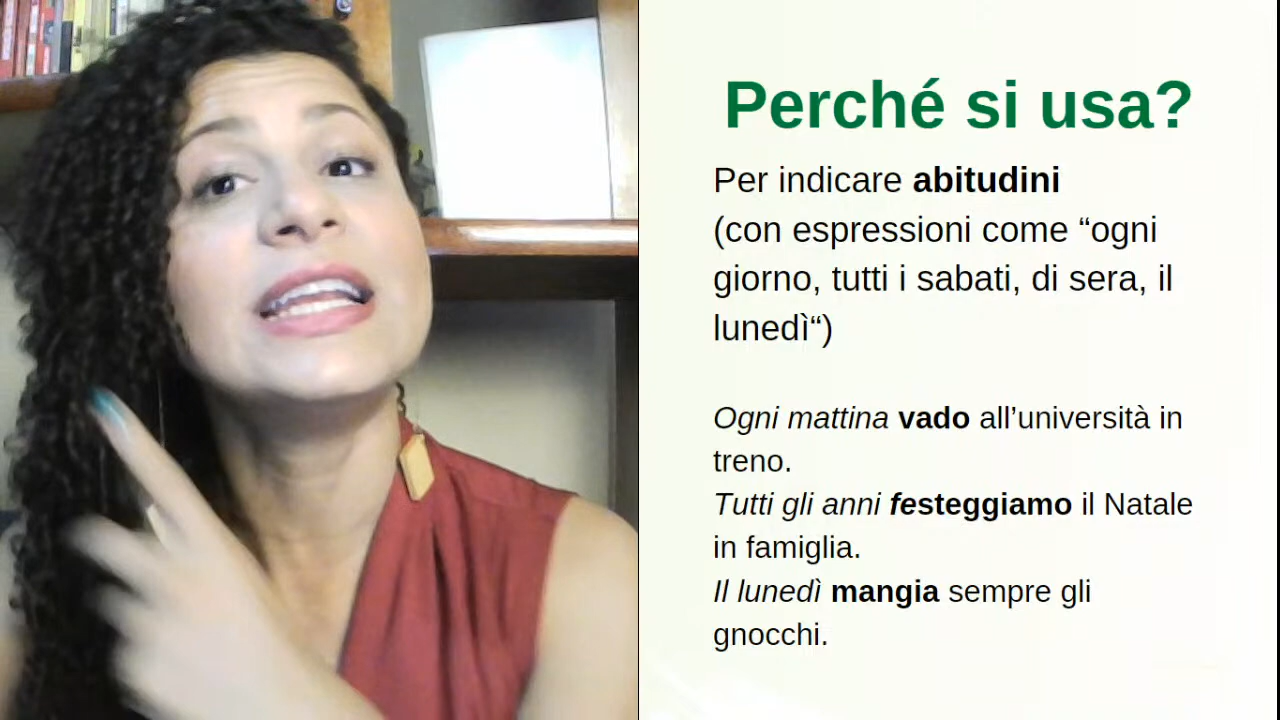 Perché si usa?
Per indicare abitudini
(con espressioni come “ogni
giorno, tutti i sabati, di sera, il
lunedì“)
Ogni mattina vado all’università in
treno.
Tutti gli anni festeggiamo il Natale
in famiglia.
Il lunedì mangia sempre gli
gnocchi.